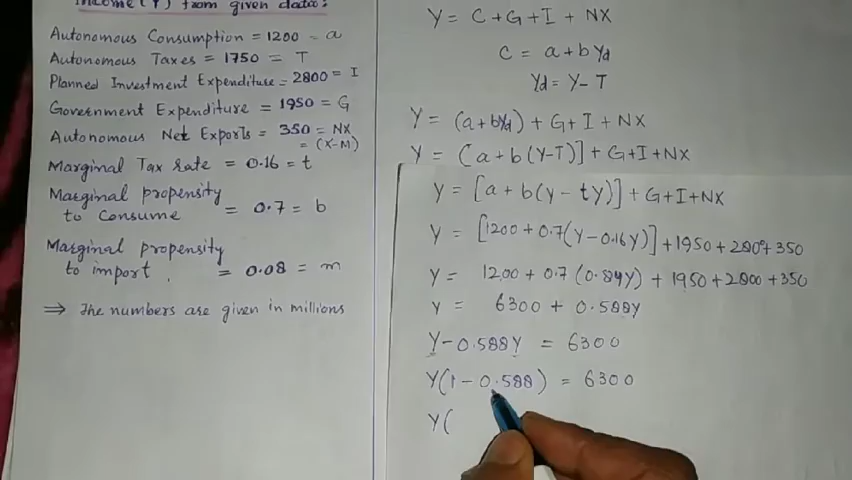 Income (Y) from given data:
Autonomous Consumption = 1200 = a
Autonomous Taxes = 1750 = T
Planned Investment Expenditure = 2800 = I
Government Expenditure = 1950 = G
Autonomous Net Exports = 350 = NX
= (X-M)
Marginal Tax rate = 0.16 = t
Marginal propensity
to Consume = 0.7 = b
Marginal propensity
to import = 0.08 = m
⇒ The numbers are given in millions
Y = C+G+I + NX
C = a+b Yd
Yd = Y-T
Y = (a+bYd) + G+I + NX
Y = (a+b (Y-T)] + G+I+NX
Y = [a + b(Y - tY)] + G+I+NX
Y = [1200 + 0.7(Y-0.16Y)] + 1950 + 2800 + 350
Y = 1200 + 0.7 (0.84Y) + 1950 + 2800 + 350
Y = 6300 + 0.588Y
Y - 0.588Y = 6300
Y(1 - 0.588) = 6300
Y(